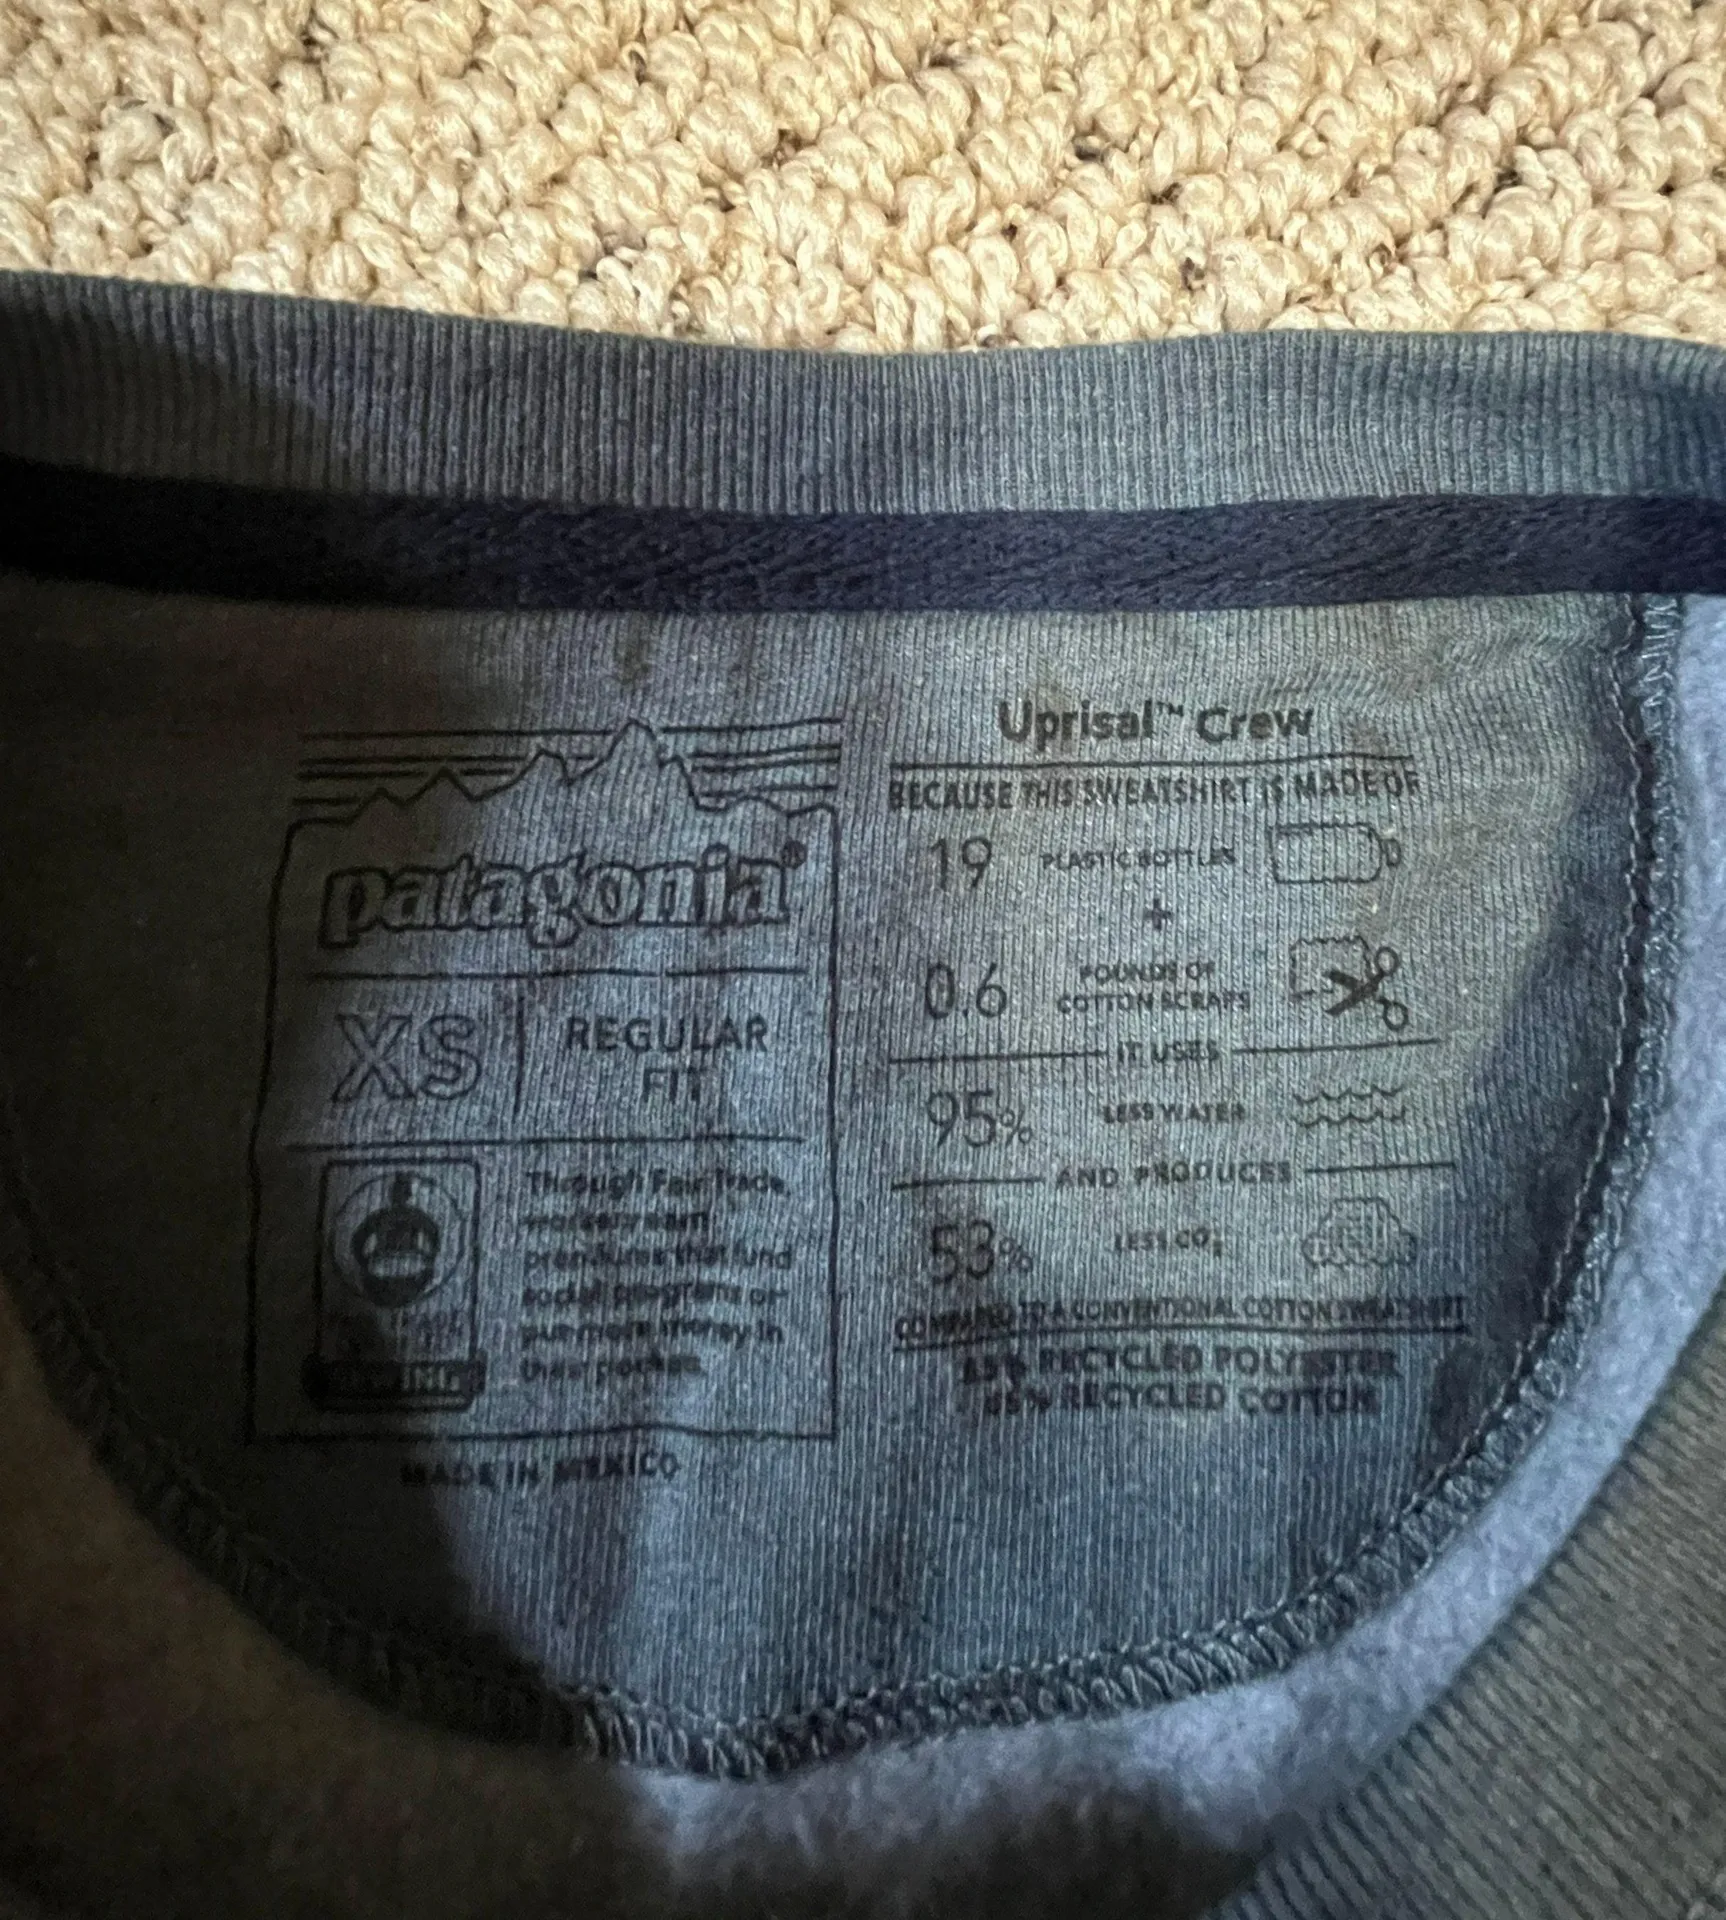 patagonia®
XS
REGULAR
FIT
Through Fair Trade,
workers earn
premiums that fund
social programs or
put more money in
their pocket.
MADE IN MEXICO
Uprisal™ Crew
BECAUSE THIS SWEATSHIRT IS MADE OF
19 PLASTIC BOTTLES
+
0.6 POUNDS OF
COTTON SCRAPS
IT USES
95% LESS WATER
AND PRODUCES
53% LESS CO₂
COMPARED TO A CONVENTIONAL COTTON SWEATSHIRT
RECYCLED POLYESTER
RECYCLED COTTON